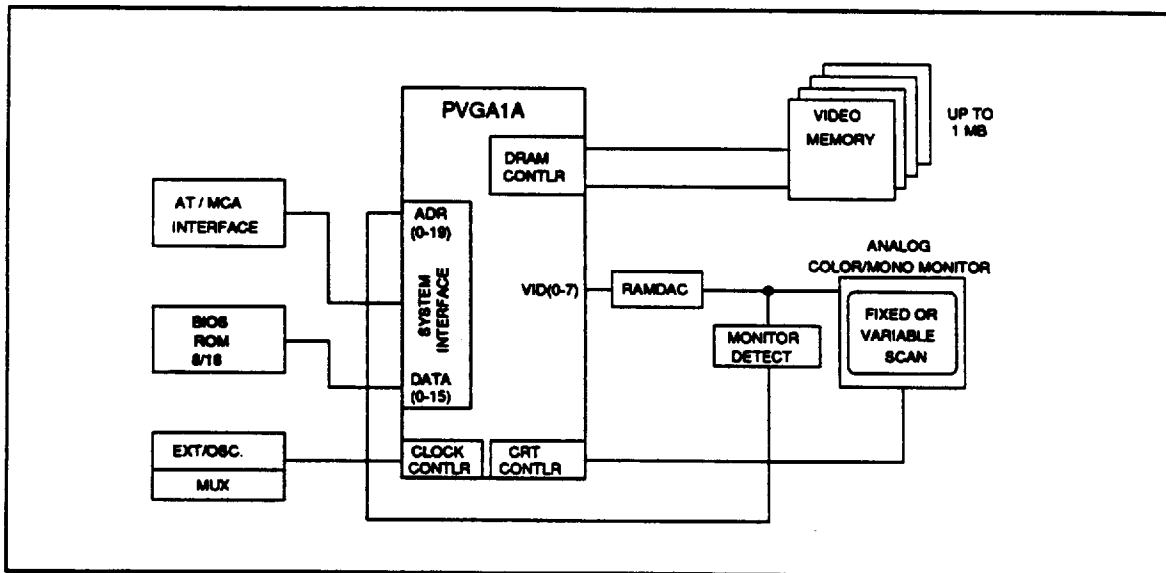 PVGA1A
DRAM
CONTLR
VIDEO
MEMORY
UP TO
1 MB
AT / MCA
INTERFACE
ADR
(0-19)
SYSTEM
INTERFACE
DATA
(0-15)
BIOS
ROM
8/16
EXT/OSC.
MUX
CLOCK
CONTLR
CRT
CONTLR
VID(0-7)
RAMDAC
MONITOR
DETECT
ANALOG
COLOR/MONO MONITOR
FIXED OR
VARIABLE
SCAN